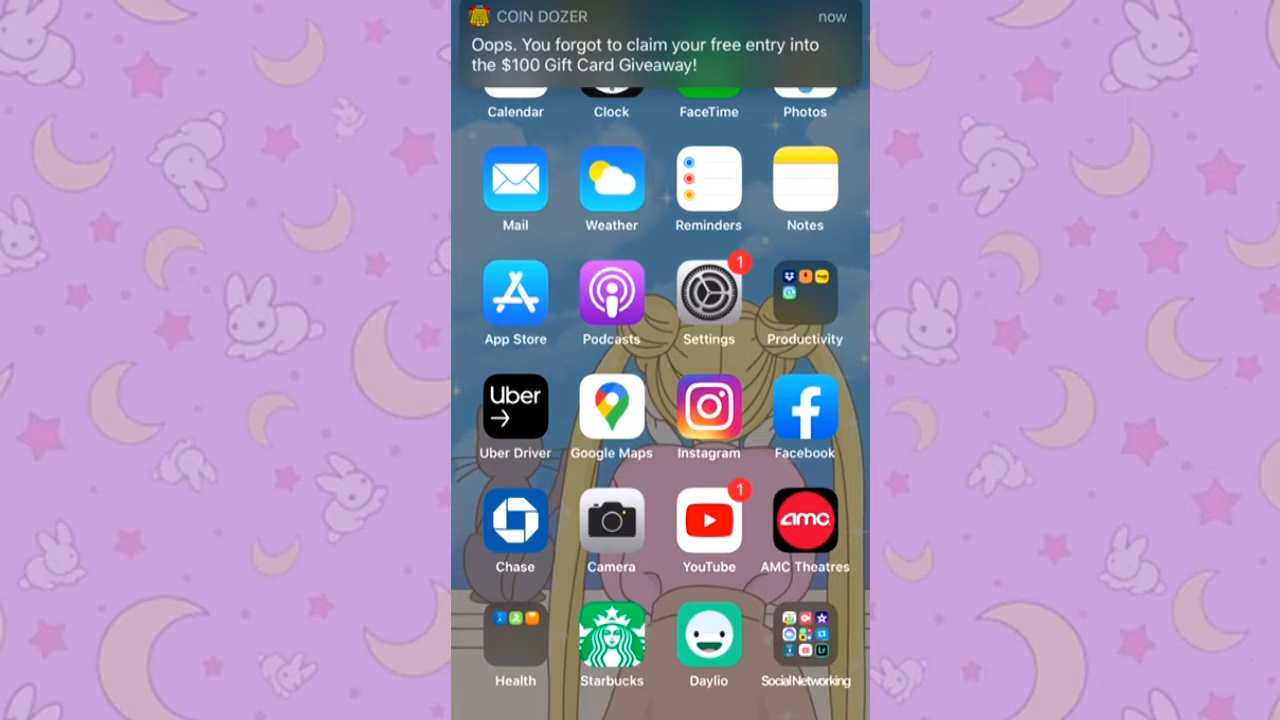 COIN DOZER now
Oops. You forgot to claim your free entry into
the $100 Gift Card Giveaway!
Calendar Clock FaceTime Photos
Mail Weather Reminders Notes
1
App Store Podcasts Settings Productivity
Uber
Uber Driver Google Maps Instagram Facebook
1
amc
Chase Camera YouTube AMC Theatres
Health Starbucks Daylio Social Networking